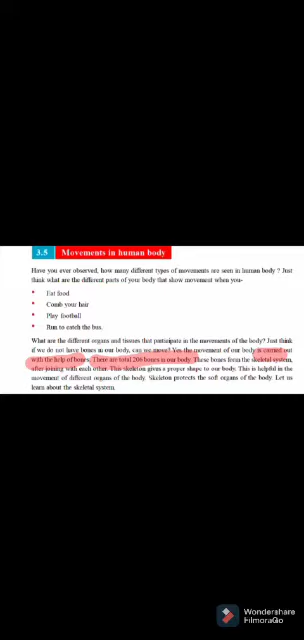 3.5 Movements in human body
Have you ever observed, how many different types of movements are seen in human body ? Just
think what are the different parts of your body that show movement when you-
• Eat food
• Comb your hair
• Play football
• Run to catch the bus.
What are the different organs and tissues that participate in the movements of the body? Just think
if we do not have bones in our body, can we move? Yes the movement of our body is carried out
with the help of bones. There are total 206 bones in our body. These bones from the skeletal system,
after joining with each other. This skeleton gives a proper shape to our body. This is helpful in the
movement of different organs of the body. Skeleton protects the soft organs of the body. Let us
learn about the skeletal system.
Wondershare
FilmoraGo